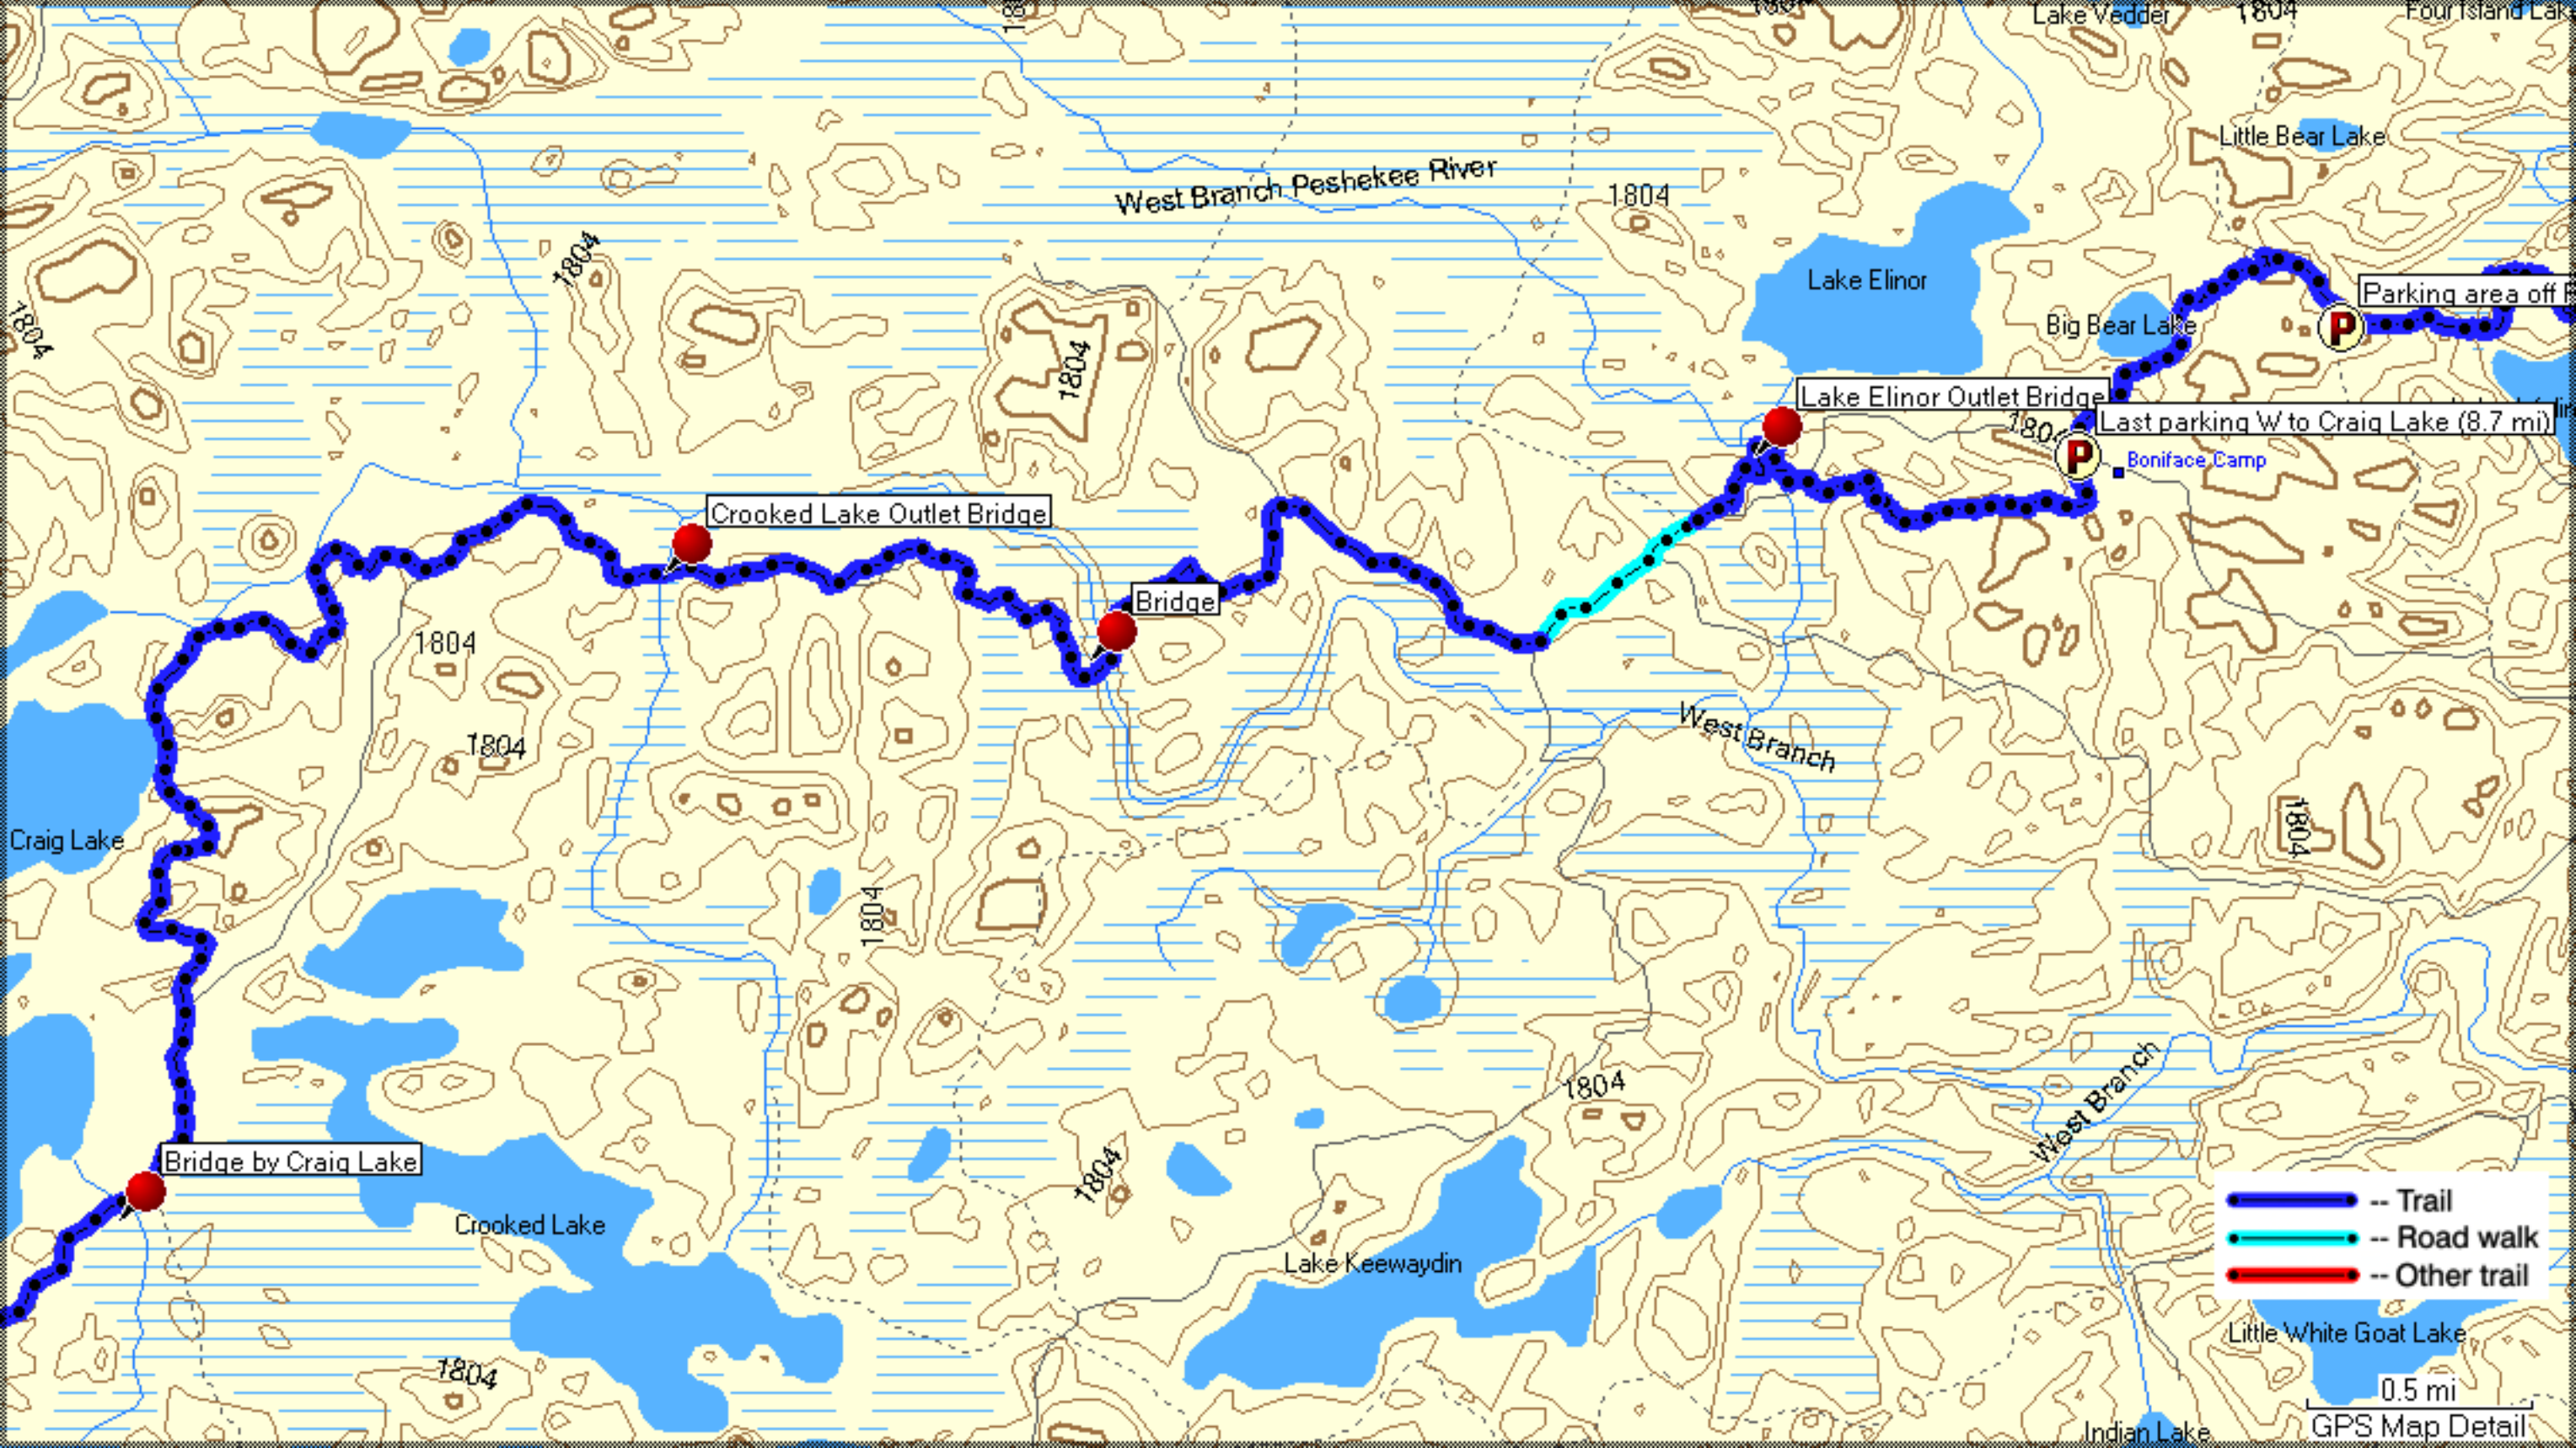 Lake Vedder
1804
1804
Little Bear Lake
West Branch Peshekee River
1804
1804
1804
Lake Elinor
Parking area off
Big Bear Lake
1804
Lake Elinor Outlet Bridge
Last parking W to Craig Lake (8.7 mi)
1804
Boniface Camp
Crooked Lake Outlet Bridge
Bridge
1804
1804
West Branch
Craig Lake
1804
1804
1804
West Branch
1804
Bridge by Craig Lake
-- Trail
Crooked Lake
-- Road walk
Lake Keewaydin
-- Other trail
Little White Goat Lake
1804
0.5 mi
GPS Map Detail
Indian Lake